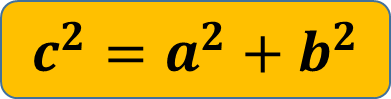 c² = a² + b²